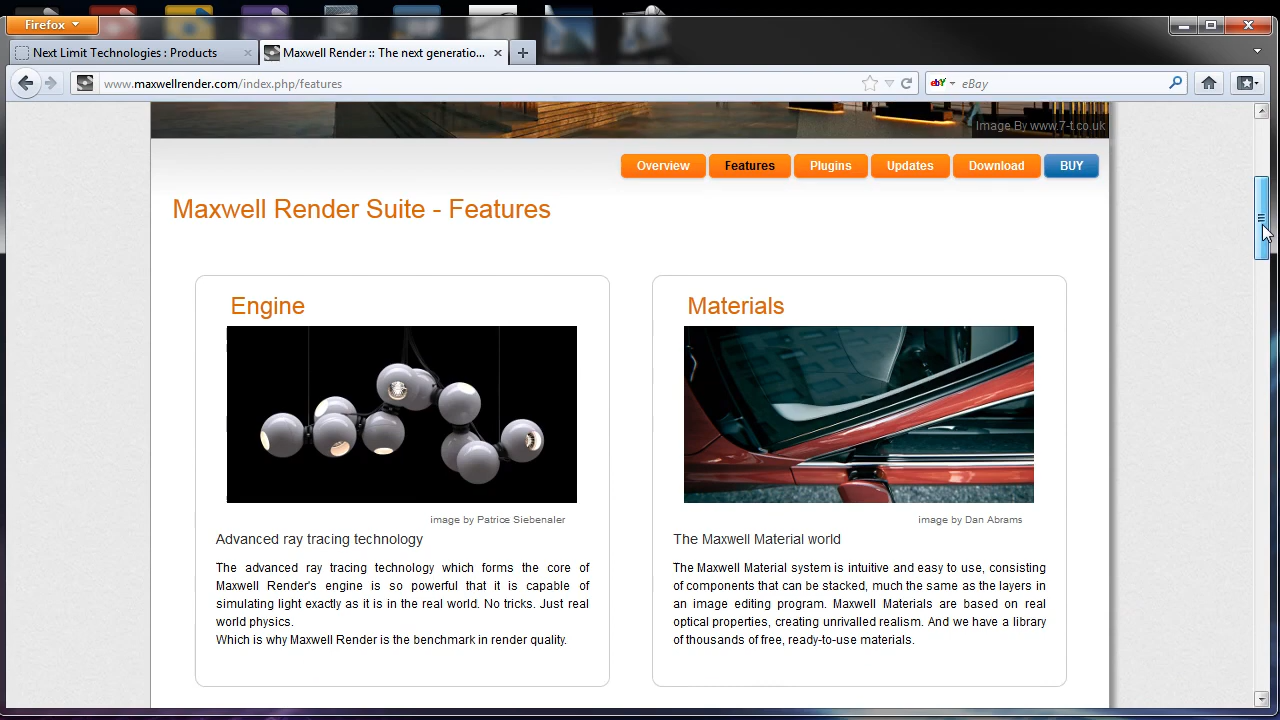 Firefox
Next Limit Technologies : Products
Maxwell Render :: The next generatio...
www.maxwellrender.com/index.php/features
eBay
Image By www.7-t.co.uk
Overview
Features
Plugins
Updates
Download
BUY
Maxwell Render Suite - Features
Engine
image by Patrice Siebenaler
Advanced ray tracing technology
The advanced ray tracing technology which forms the core of
Maxwell Render's engine is so powerful that it is capable of
simulating light exactly as it is in the real world. No tricks. Just real
world physics.
Which is why Maxwell Render is the benchmark in render quality.
Materials
image by Dan Abrams
The Maxwell Material world
The Maxwell Material system is intuitive and easy to use, consisting
of components that can be stacked, much the same as the layers in
an image editing program. Maxwell Materials are based on real
optical properties, creating unrivalled realism. And we have a library
of thousands of free, ready-to-use materials.